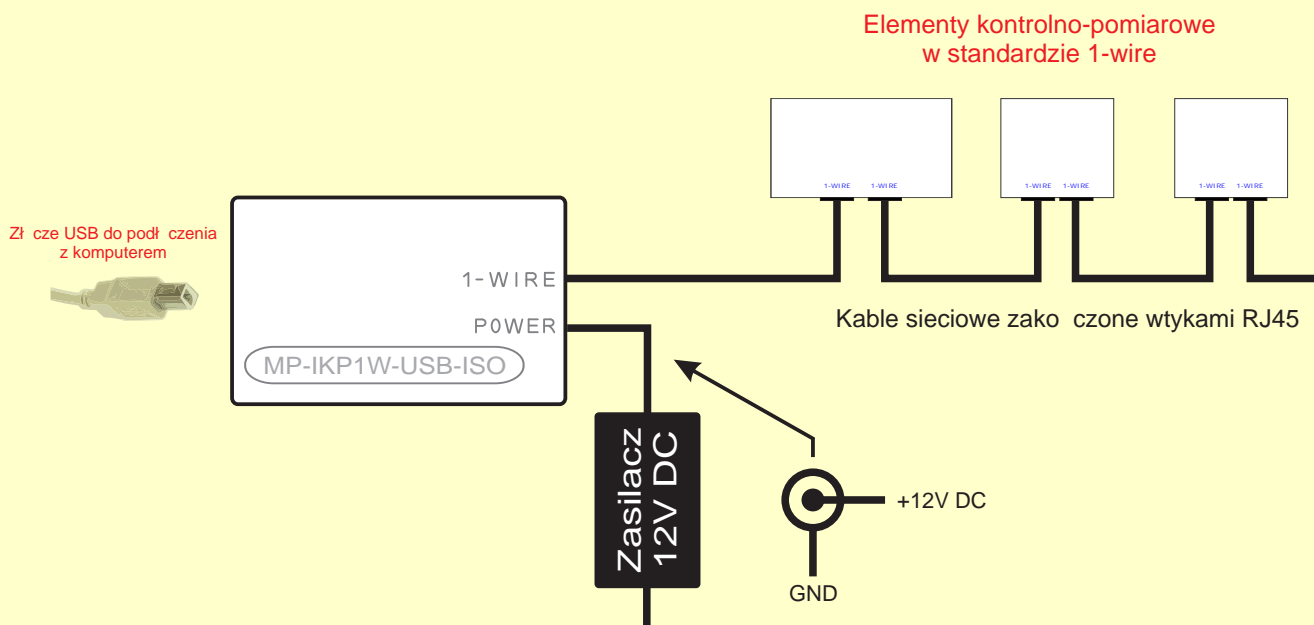 Elementy kontrolno-pomiarowe
w standardzie 1-wire
1-WIRE 1-WIRE
1-WIRE 1-WIRE
1-WIRE 1-WIRE
Zł cze USB do podł czenia
z komputerem
1-WIRE
POWER
MP-IKP1W-USB-ISO
Kable sieciowe zako czone wtykami RJ45
Zasilacz
12V DC
+12V DC
GND